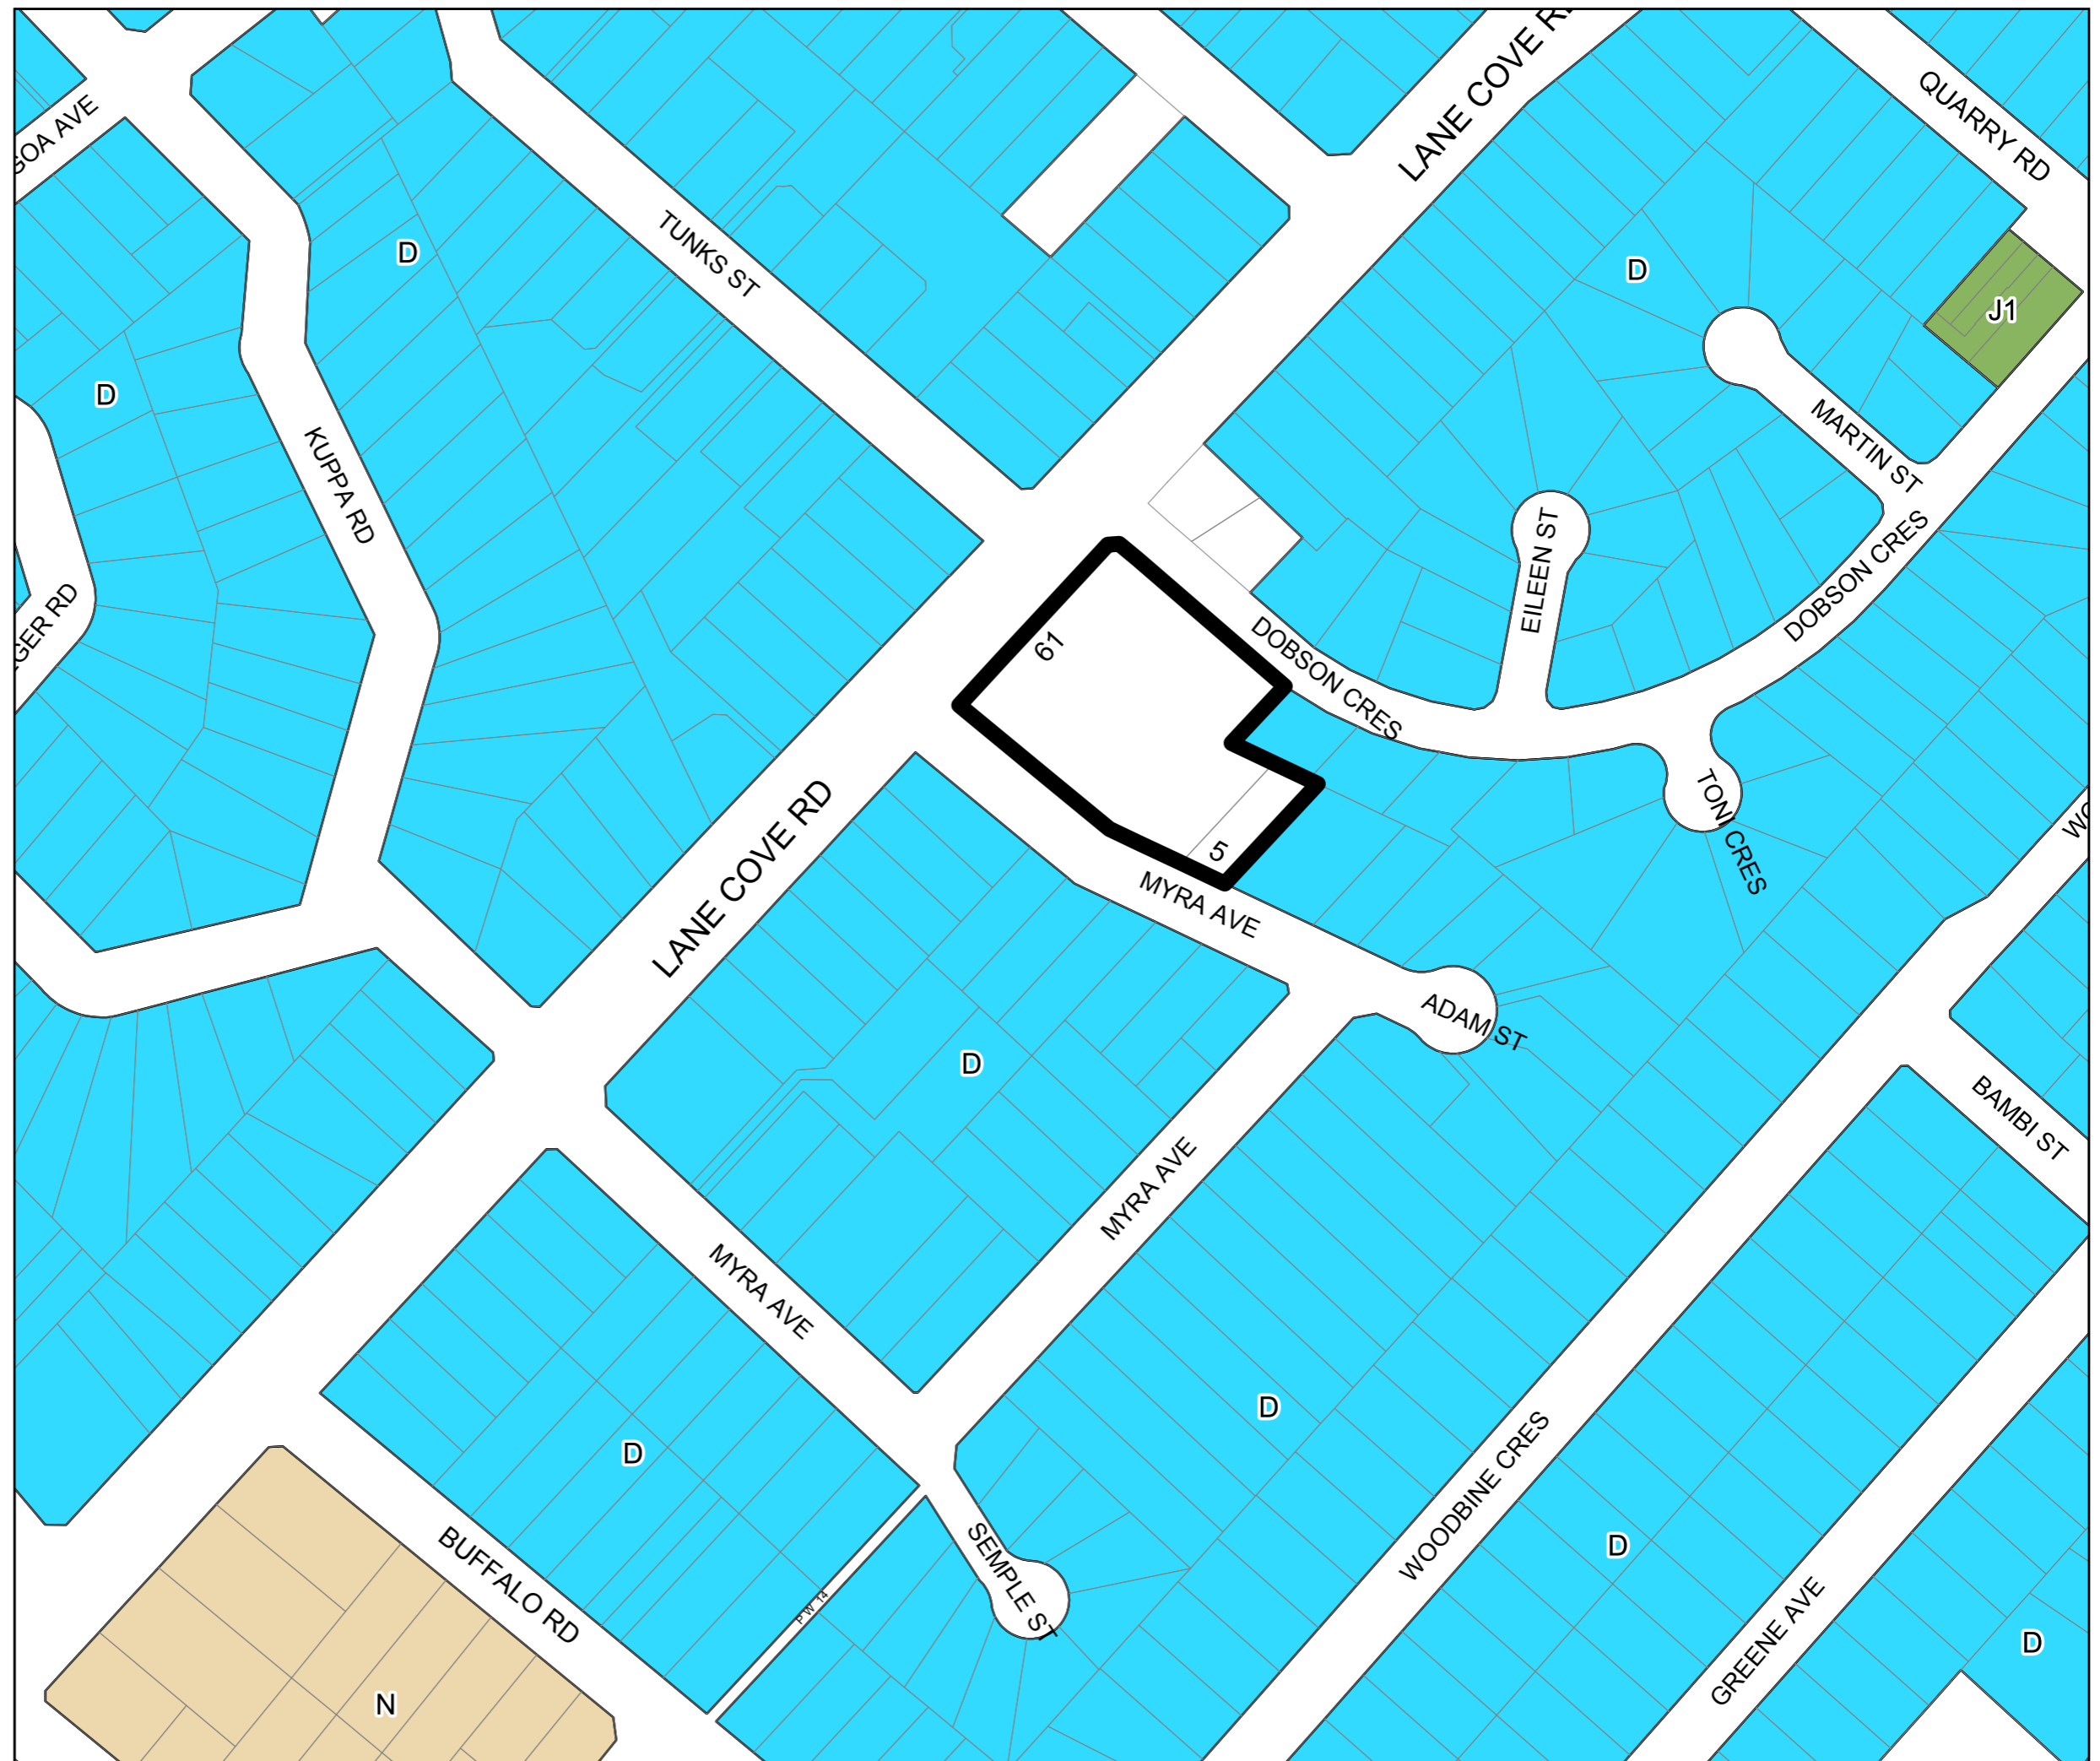 LANE COVE R
QUARRY RD
GOA AVE
TUNKS ST
D
D
J1
D
MARTIN ST
KUPPA RD
EILEEN ST
DOBSON CRES
GER RD
61
DOBSON CRES
TONI CRES
LANE COVE RD
WO
5
MYRA AVE
ADAM ST
D
BAMBI ST
MYRA AVE
MYRA AVE
D
D
WOODBINE CRES
BUFFALO RD
SEMPLE ST
D
P W 14
GREENE AVE
D
N